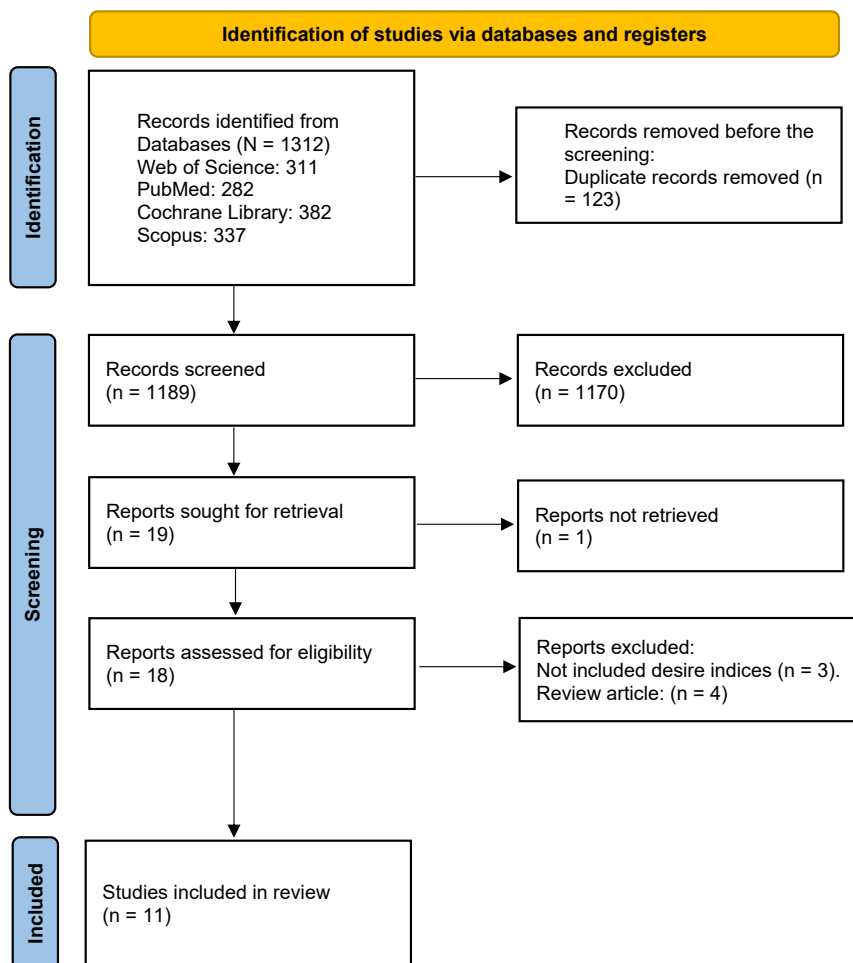 Identification of studies via databases and registers
Identification
Records identified from
Databases (N = 1312)
Web of Science: 311
PubMed: 282
Cochrane Library: 382
Scopus: 337
Records removed before the
screening:
Duplicate records removed (n
= 123)
Screening
Records screened
(n = 1189)
Records excluded
(n = 1170)
Reports sought for retrieval
(n = 19)
Reports not retrieved
(n = 1)
Reports assessed for eligibility
(n = 18)
Reports excluded:
Not included desire indices (n = 3).
Review article: (n = 4)
Included
Studies included in review
(n = 11)